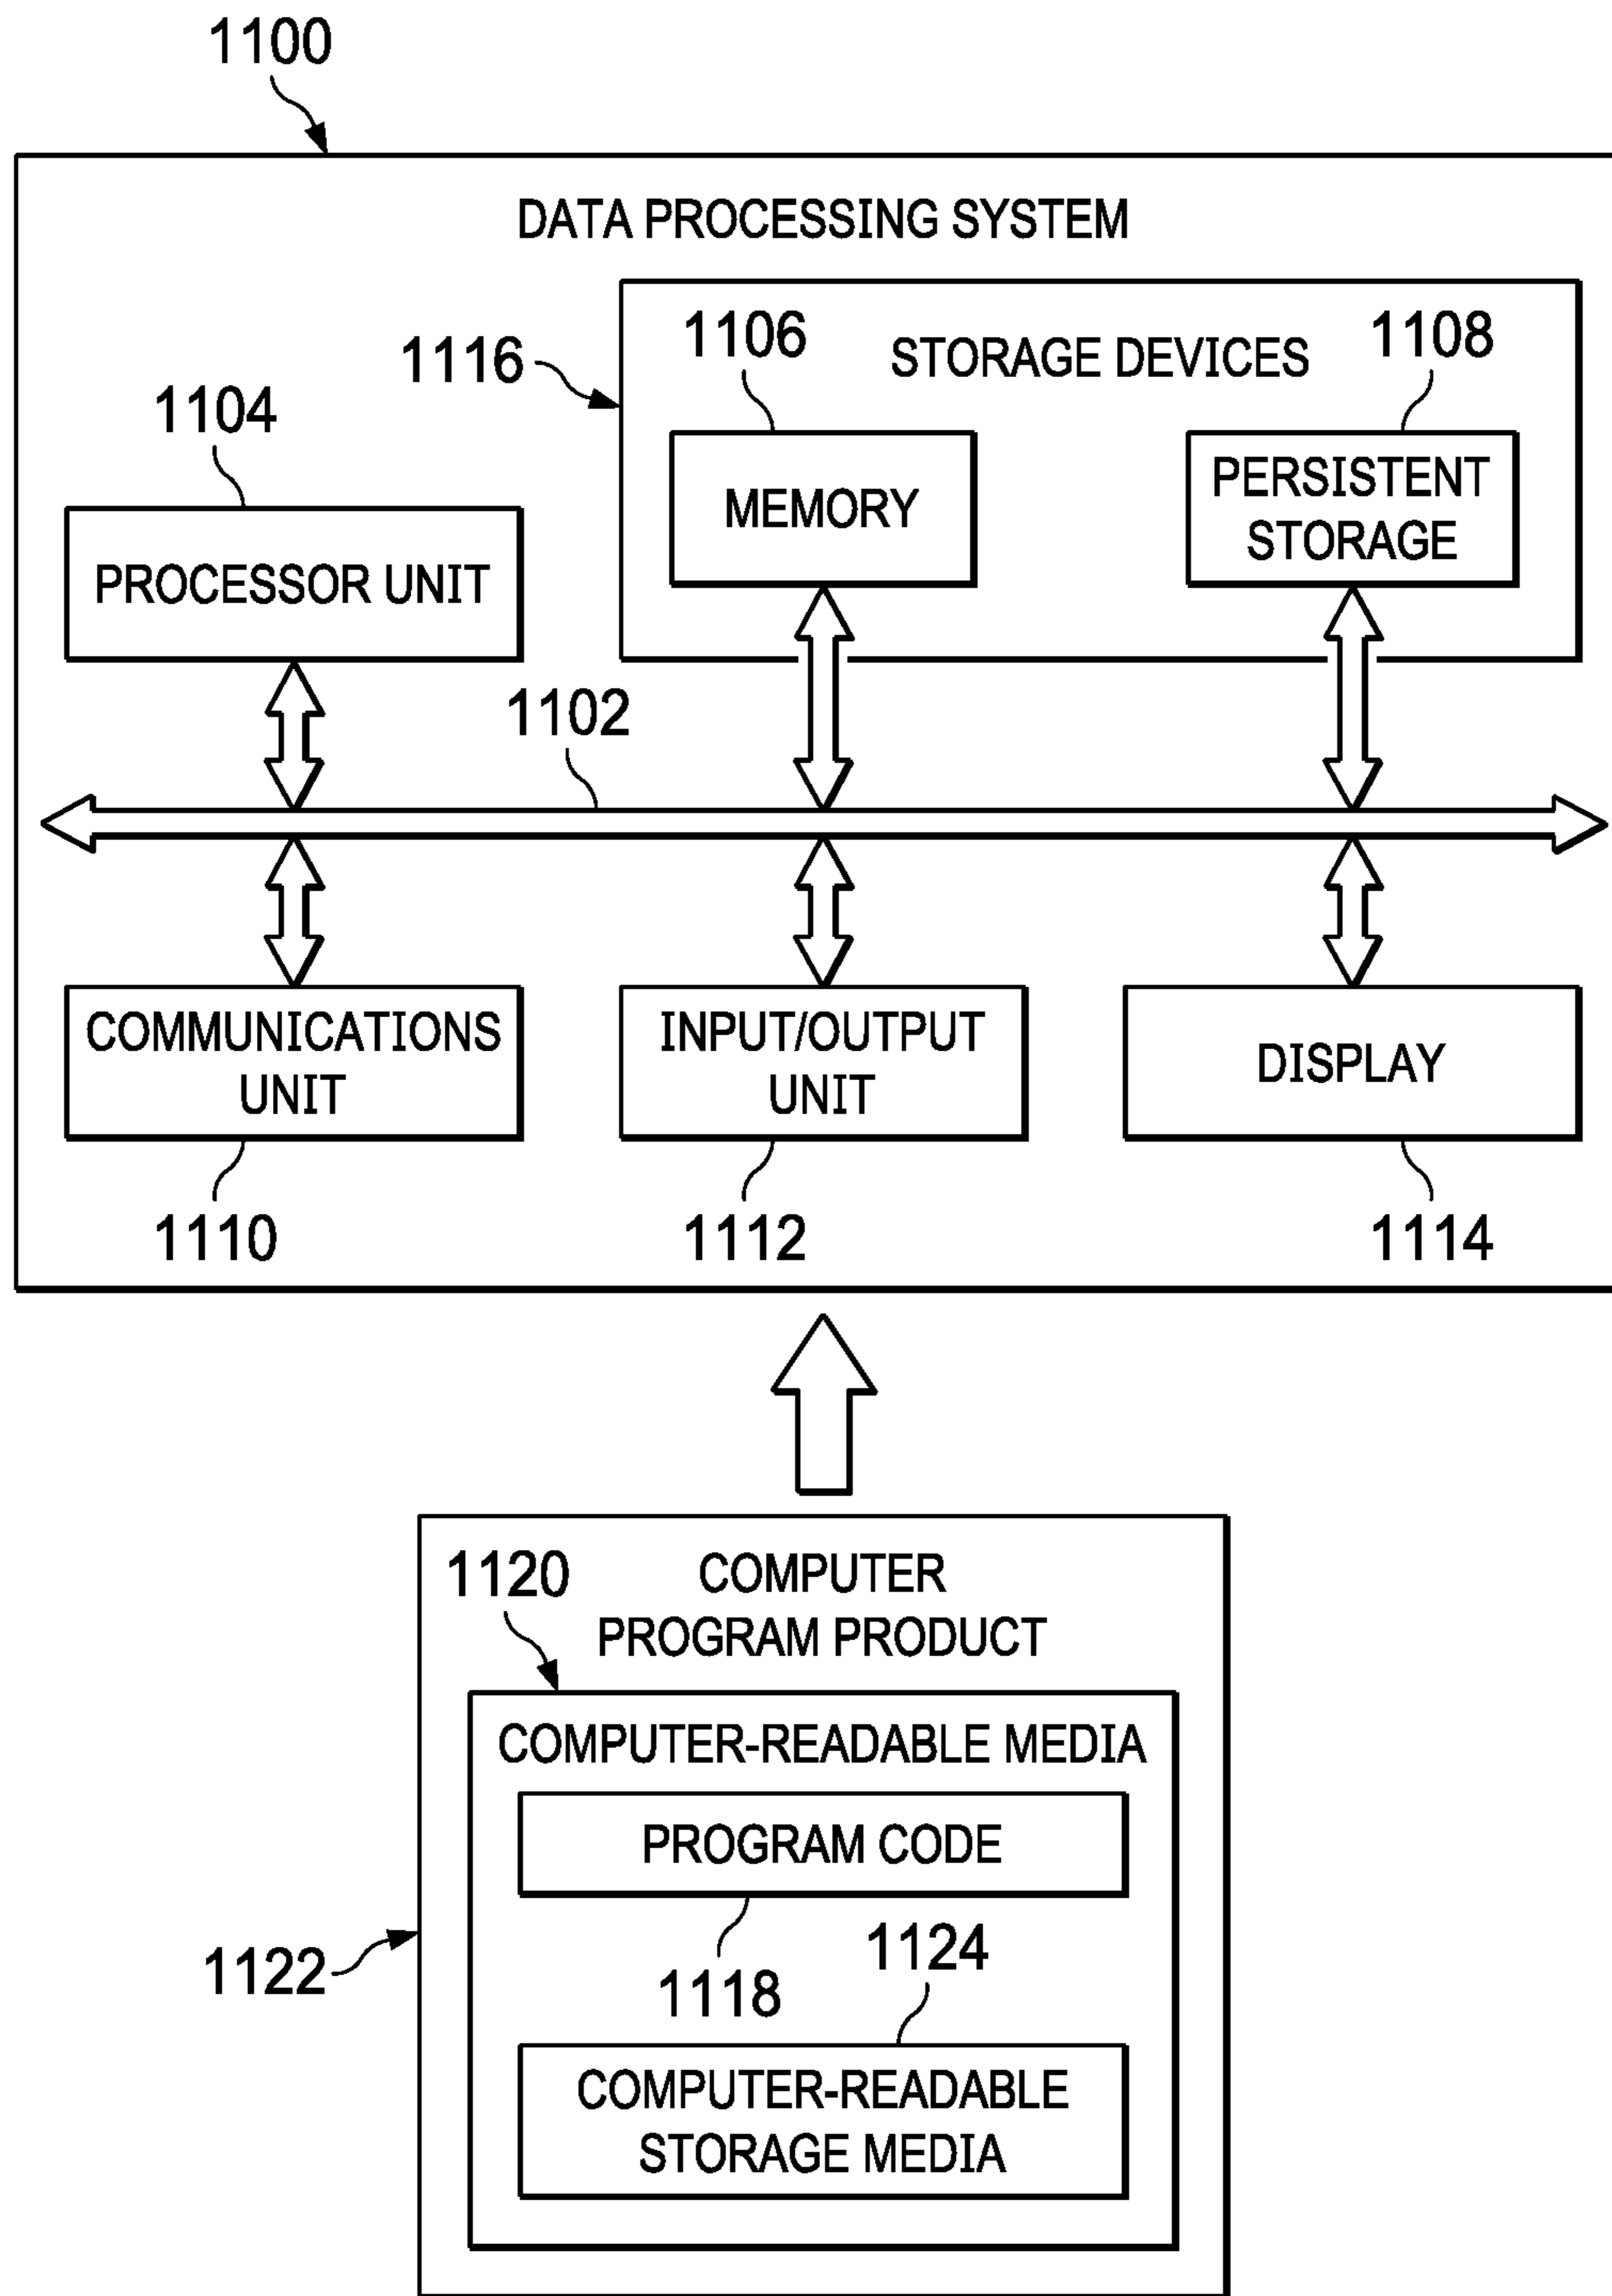 1100
DATA PROCESSING SYSTEM
1106
STORAGE DEVICES
1108
1116
1104
MEMORY
PERSISTENT
STORAGE
PROCESSOR UNIT
1102
COMMUNICATIONS
UNIT
INPUT/OUTPUT
UNIT
DISPLAY
1110
1112
1114
COMPUTER
PROGRAM PRODUCT
1120
COMPUTER-READABLE MEDIA
PROGRAM CODE
1118
1124
1122
COMPUTER-READABLE
STORAGE MEDIA